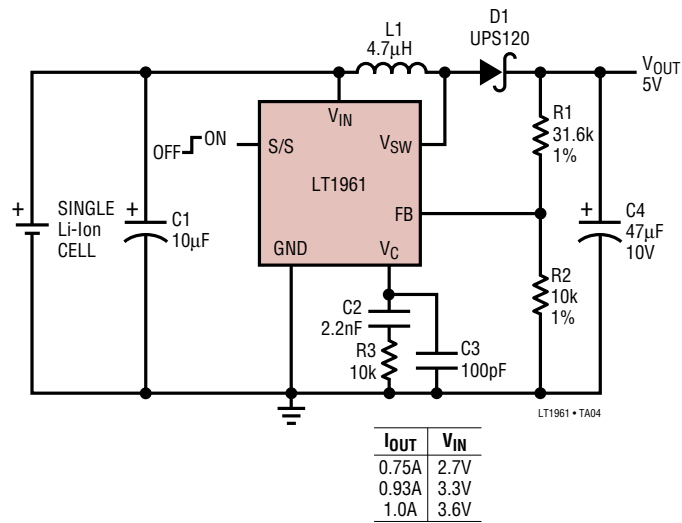 L1
4.7µH
D1
UPS120
VOUT
5V
VIN
OFF
ON
S/S
VSW
LT1961
FB
GND
VC
R1
31.6k
1%
+
SINGLE
Li-Ion
CELL
+
C1
10µF
+
C4
47µF
10V
R2
10k
1%
C2
2.2nF
R3
10k
C3
100pF
LT1961 • TA04
IOUT VIN
0.75A 2.7V
0.93A 3.3V
1.0A 3.6V